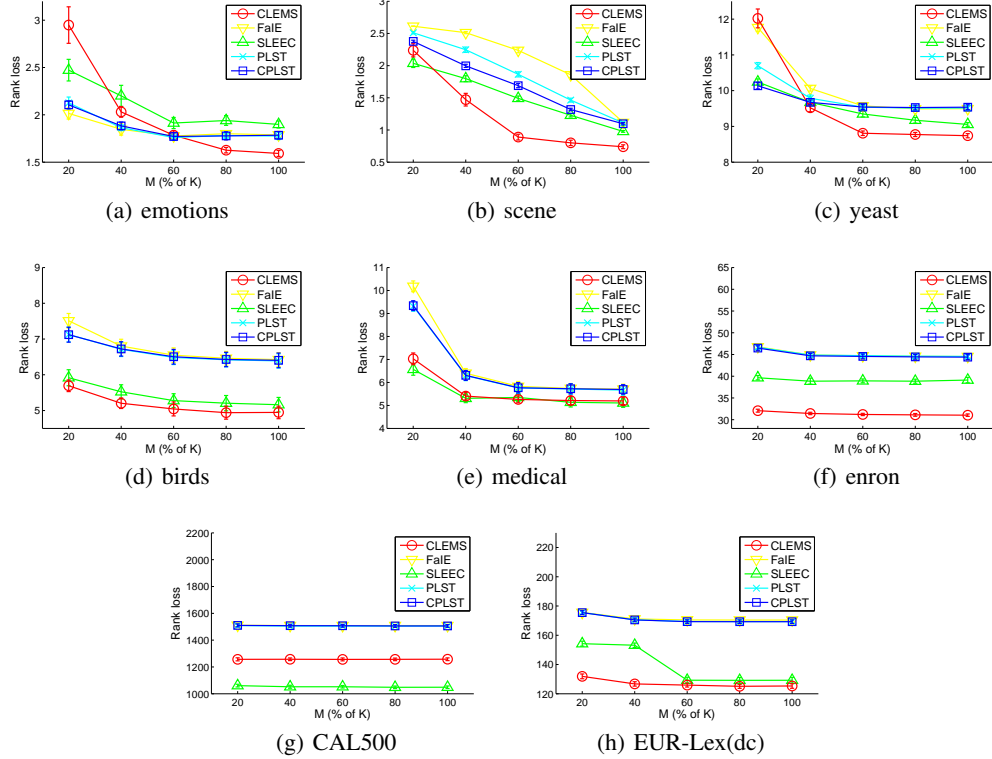 3
2.5
2
1.5
Rank loss
20 40 60 80 100
M (% of K)
CLEMS
FaIE
SLEEC
PLST
CPLST
(a) emotions
3
2.5
2
1.5
1
0.5
Rank loss
20 40 60 80 100
M (% of K)
CLEMS
FaIE
SLEEC
PLST
CPLST
(b) scene
12
11
10
9
8
Rank loss
20 40 60 80 100
M (% of K)
CLEMS
FaIE
SLEEC
PLST
CPLST
(c) yeast
9
8
7
6
5
Rank loss
20 40 60 80 100
M (% of K)
CLEMS
FaIE
SLEEC
PLST
CPLST
(d) birds
11
10
9
8
7
6
5
4
Rank loss
20 40 60 80 100
M (% of K)
CLEMS
FaIE
SLEEC
PLST
CPLST
(e) medical
65
60
55
50
45
40
35
30
Rank loss
20 40 60 80 100
M (% of K)
CLEMS
FaIE
SLEEC
PLST
CPLST
(f) enron
2200
2000
1800
1600
1400
1200
1000
Rank loss
20 40 60 80 100
M (% of K)
CLEMS
FaIE
SLEEC
PLST
CPLST
(g) CAL500
220
200
180
160
140
120
Rank loss
20 40 60 80 100
M (% of K)
CLEMS
FaIE
SLEEC
PLST
CPLST
(h) EUR-Lex(dc)